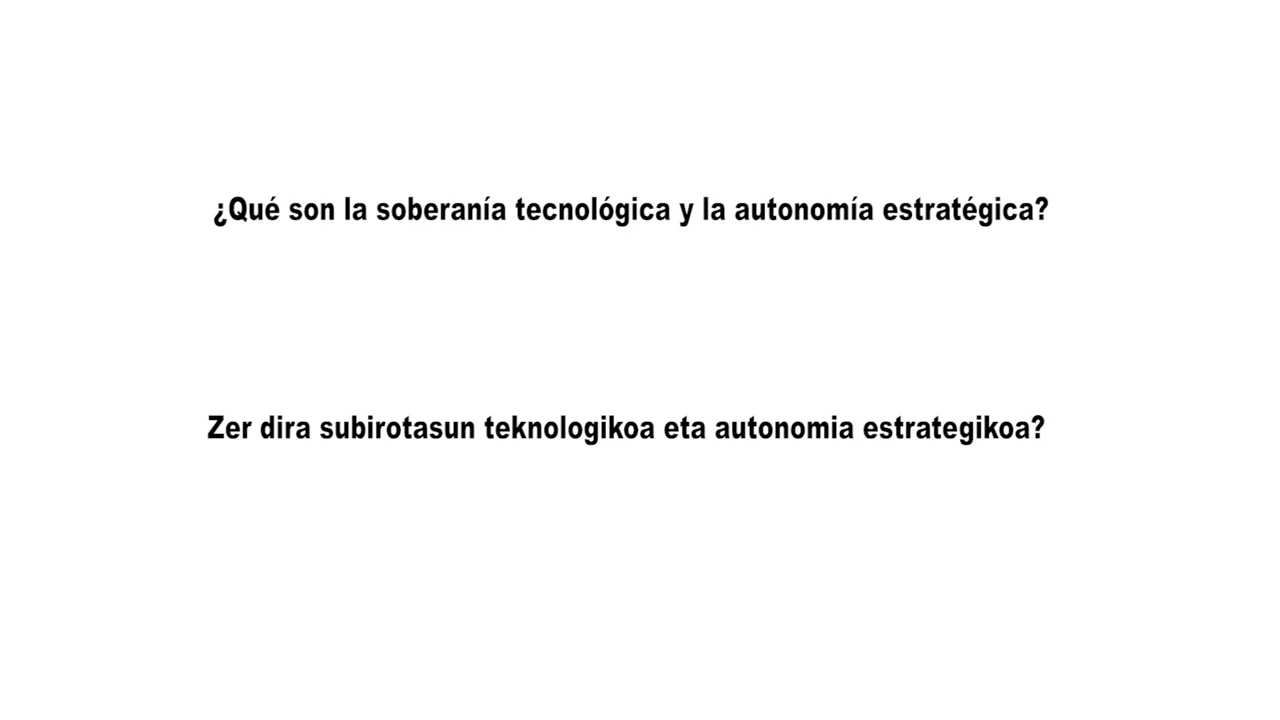 ¿Qué son la soberanía tecnológica y la autonomía estratégica?
Zer dira subirotasun teknologikoa eta autonomia estrategikoa?